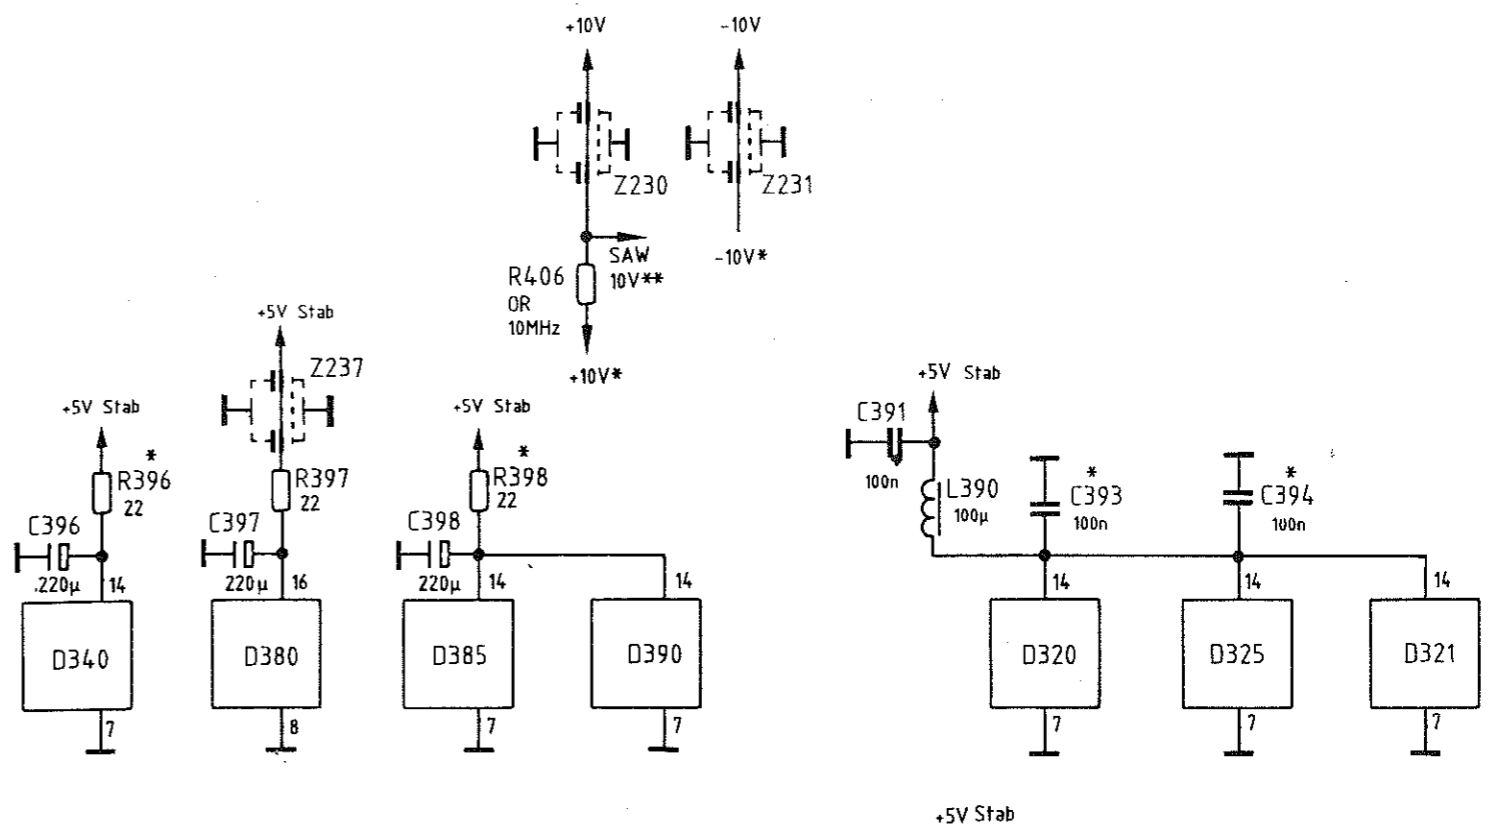 +10V
-10V
Z230
Z231
SAW
10V**
-10V*
R406
0R
10MHz
+10V*
+5V Stab
Z237
+5V Stab
+5V Stab
+5V Stab
C391
100n
*
R396
22
R397
22
*
R398
22
L390
100µ
*
C393
100n
*
C394
100n
C396
220µ
14
C397
220µ
16
C398
220µ
14
14
14
14
14
D340
D380
D385
D390
D320
D325
D321
7
8
7
7
7
7
7
+5V Stab